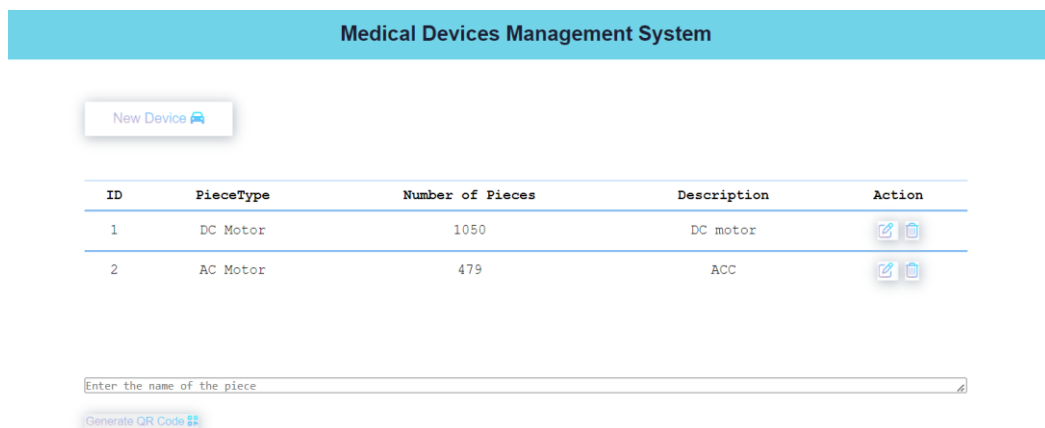 Medical Devices Management System
New Device
ID PieceType Number of Pieces Description Action
1 DC Motor 1050 DC motor
2 AC Motor 479 ACC
Enter the name of the piece
Generate QR Code